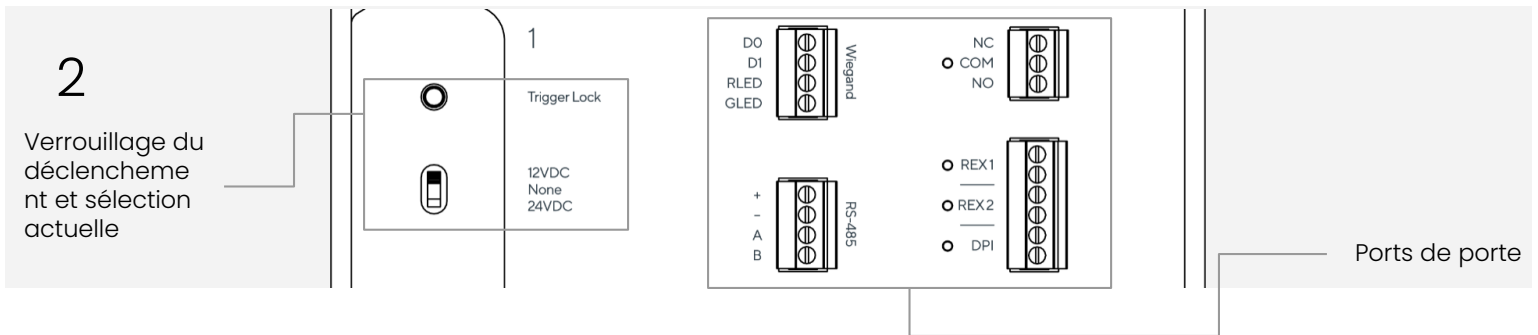 2
Verrouillage du
déclencheme
nt et sélection
actuelle
1
Trigger Lock
12VDC
None
24VDC
D0
D1
RLED
GLED
Wiegand
NC
COM
NO
+
-
A
B
RS-485
REX1
REX2
DPI
Ports de porte